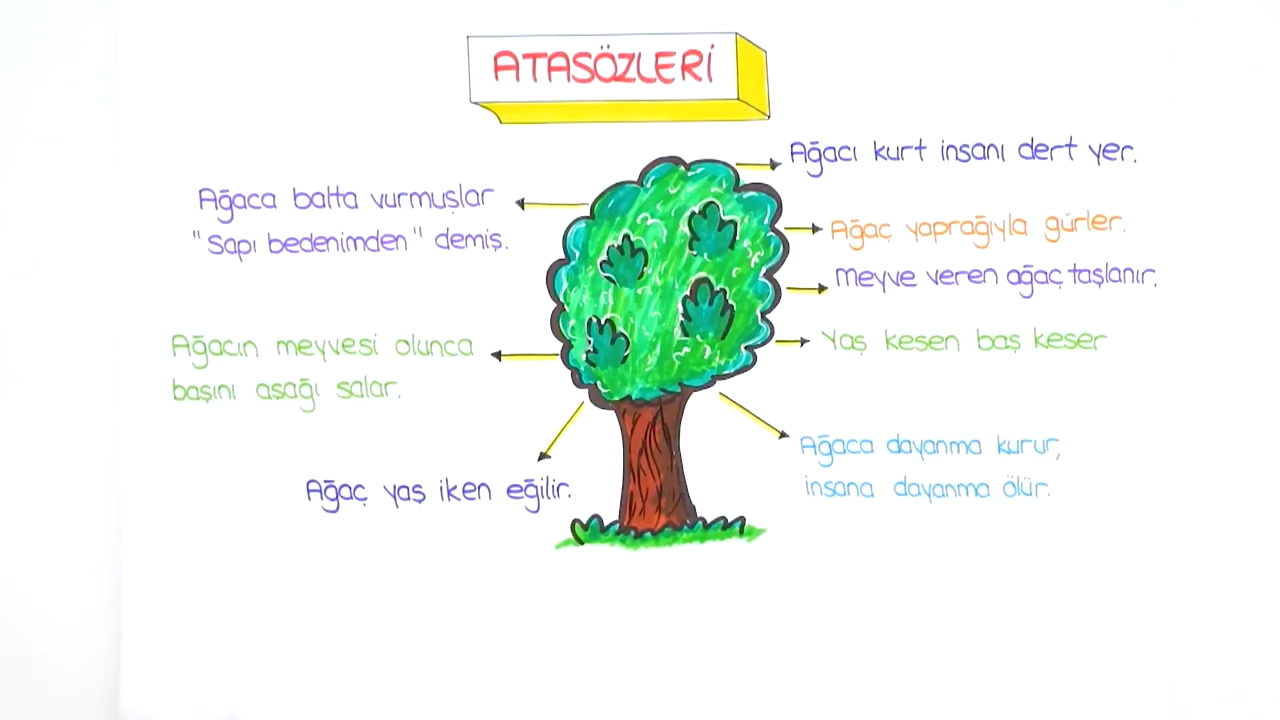 ATASÖZLERİ
Ağaca balta vurmuşlar
"Sapı bedenimden" demiş.
Ağacın meyvesi olunca
başını aşağı salar.
Ağaç yaş iken eğilir.
Ağacı kurt insanı dert yer.
Ağaç yaprağıyla gürler.
meyve veren ağaç taşlanır.
Yaş kesen baş keser
Ağaca dayanma kurur,
insana dayanma ölür.